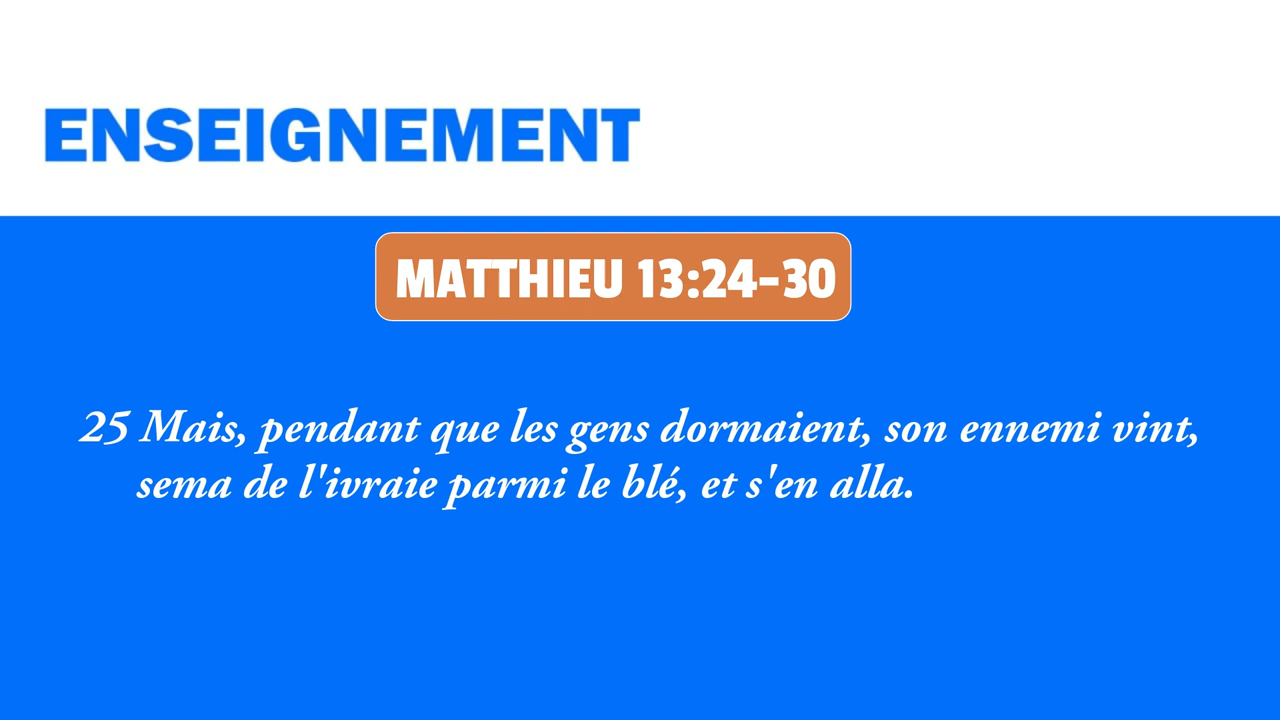 ENSEIGNEMENT
MATTHIEU 13:24-30
25 Mais, pendant que les gens dormaient, son ennemi vint,
sema de l'ivraie parmi le blé, et s'en alla.